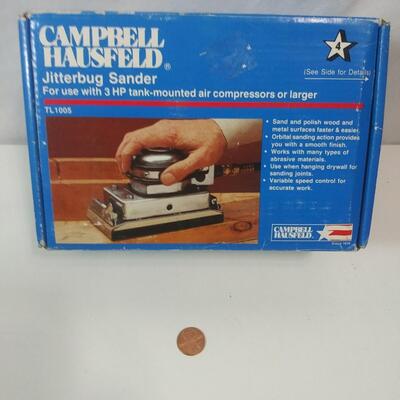 CAMPBELL
HAUSFELD®
Jitterbug Sander
For use with 3 HP tank-mounted air compressors or larger
TL1005
4
(See Side for Details)
• Sand and polish wood and
metal surfaces faster & easier.
• Orbital sanding action provides
you with a smooth finish.
• Works with many types of
abrasive materials.
• Use when hanging drywall for
sanding joints.
• Variable speed control for
accurate work.
CAMPBELL
HAUSFELD